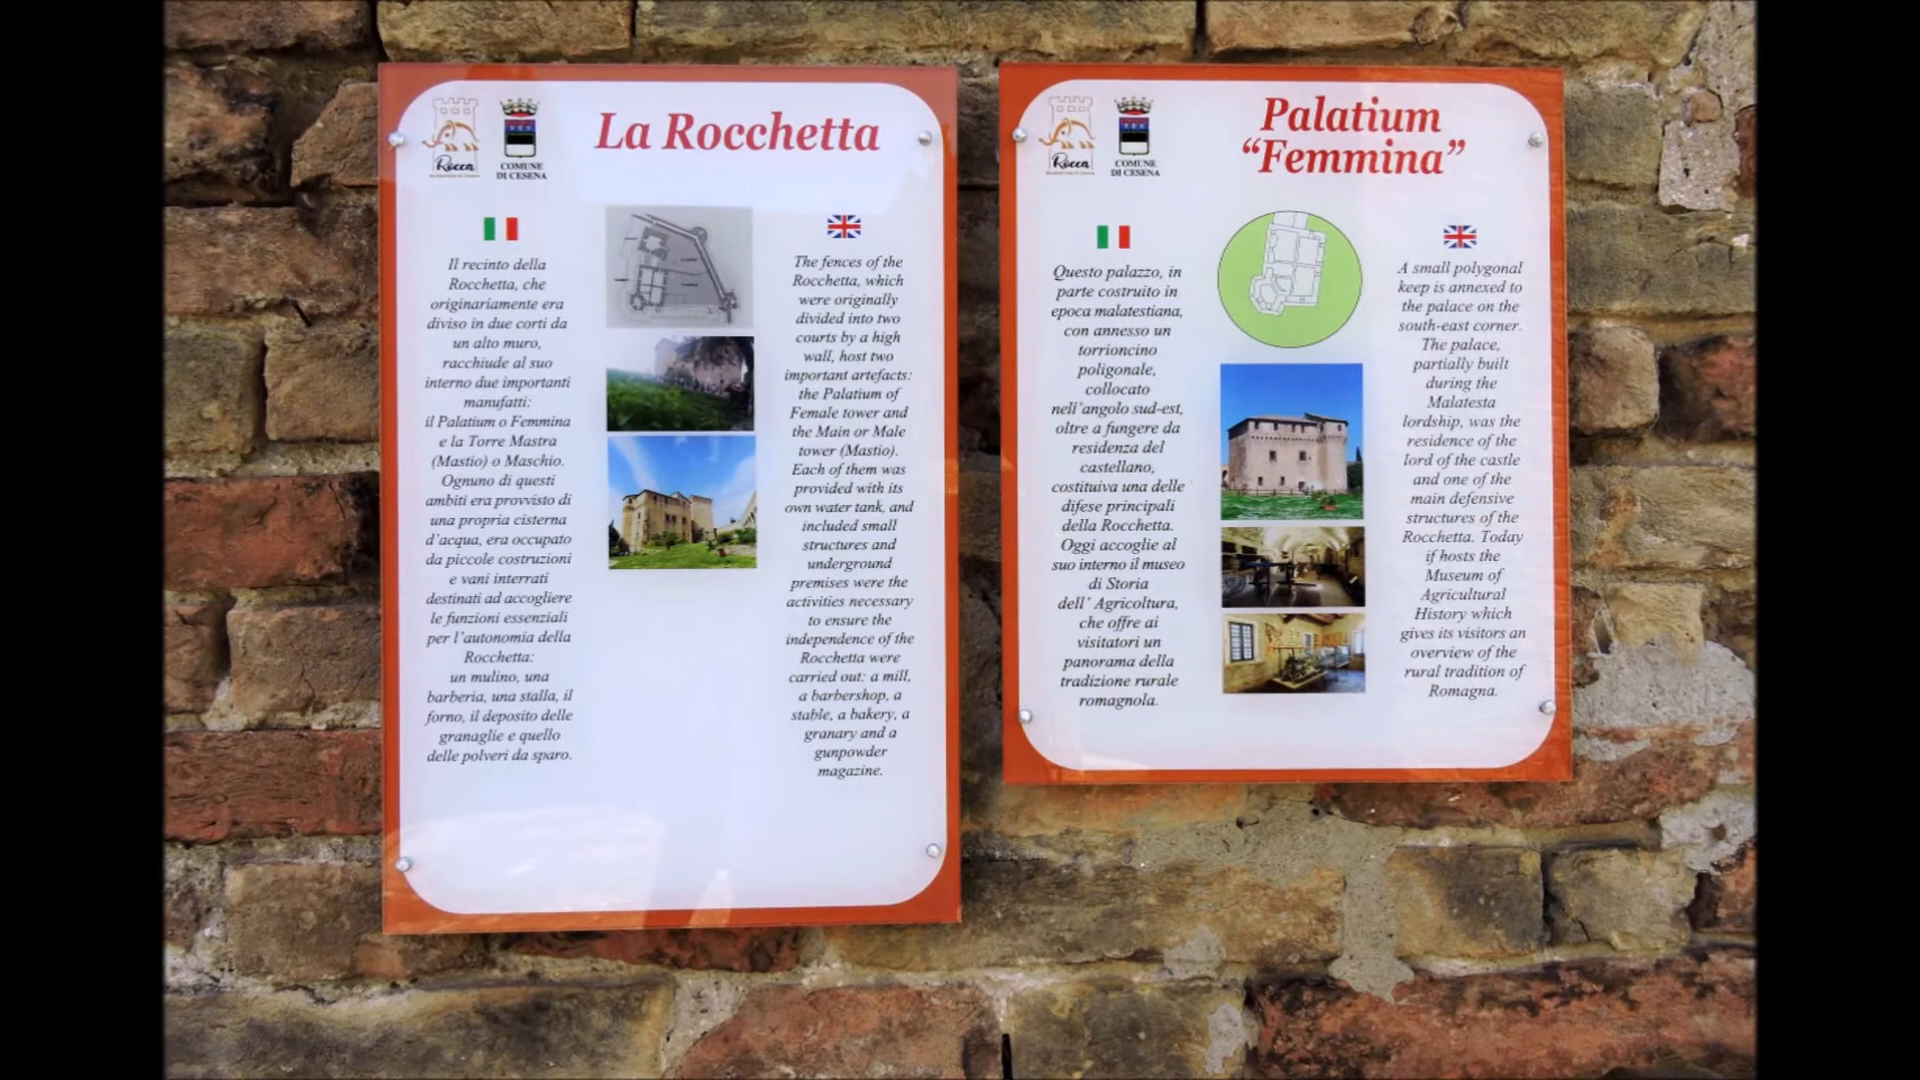 Rocca
COMUNE
DI CESENA
La Rocchetta
Il recinto della
Rocchetta, che
originariamente era
diviso in due corti da
un alto muro,
racchiude al suo
interno due importanti
manufatti:
il Palatium o Femmina
e la Torre Mastra
(Mastio) o Maschio.
Ognuno di questi
ambiti era provvisto di
una propria cisterna
d'acqua, era occupato
da piccole costruzioni
e vani interrati
destinati ad accogliere
le funzioni essenziali
per l'autonomia della
Rocchetta:
un mulino, una
barberia, una stalla, il
forno, il deposito delle
granaglie e quello
delle polveri da sparo.
The fences of the
Rocchetta, which
were originally
divided into two
courts by a high
wall, host two
important artefacts:
the Palatium of
Female tower and
the Main or Male
tower (Mastio).
Each of them was
provided with its
own water tank, and
included small
structures and
underground
premises were the
activities necessary
to ensure the
independence of the
Rocchetta were
carried out: a mill,
a barbershop, a
stable, a bakery, a
granary and a
gunpowder
magazine.
Rocca
COMUNE
DI CESENA
Palatium
“Femmina”
Questo palazzo, in
parte costruito in
epoca malatestiana,
con annesso un
torrioncino
poligonale,
collocato
nell'angolo sud-est,
oltre a fungere da
residenza del
castellano,
costituiva una delle
difese principali
della Rocchetta.
Oggi accoglie al
suo interno il museo
di Storia
dell' Agricoltura,
che offre ai
visitatori un
panorama della
tradizione rurale
romagnola.
A small polygonal
keep is annexed to
the palace on the
south-east corner.
The palace,
partially built
during the
Malatesta
lordship, was the
residence of the
lord of the castle
and one of the
main defensive
structures of the
Rocchetta. Today
if hosts the
Museum of
Agricultural
History which
gives its visitors an
overview of the
rural tradition of
Romagna.